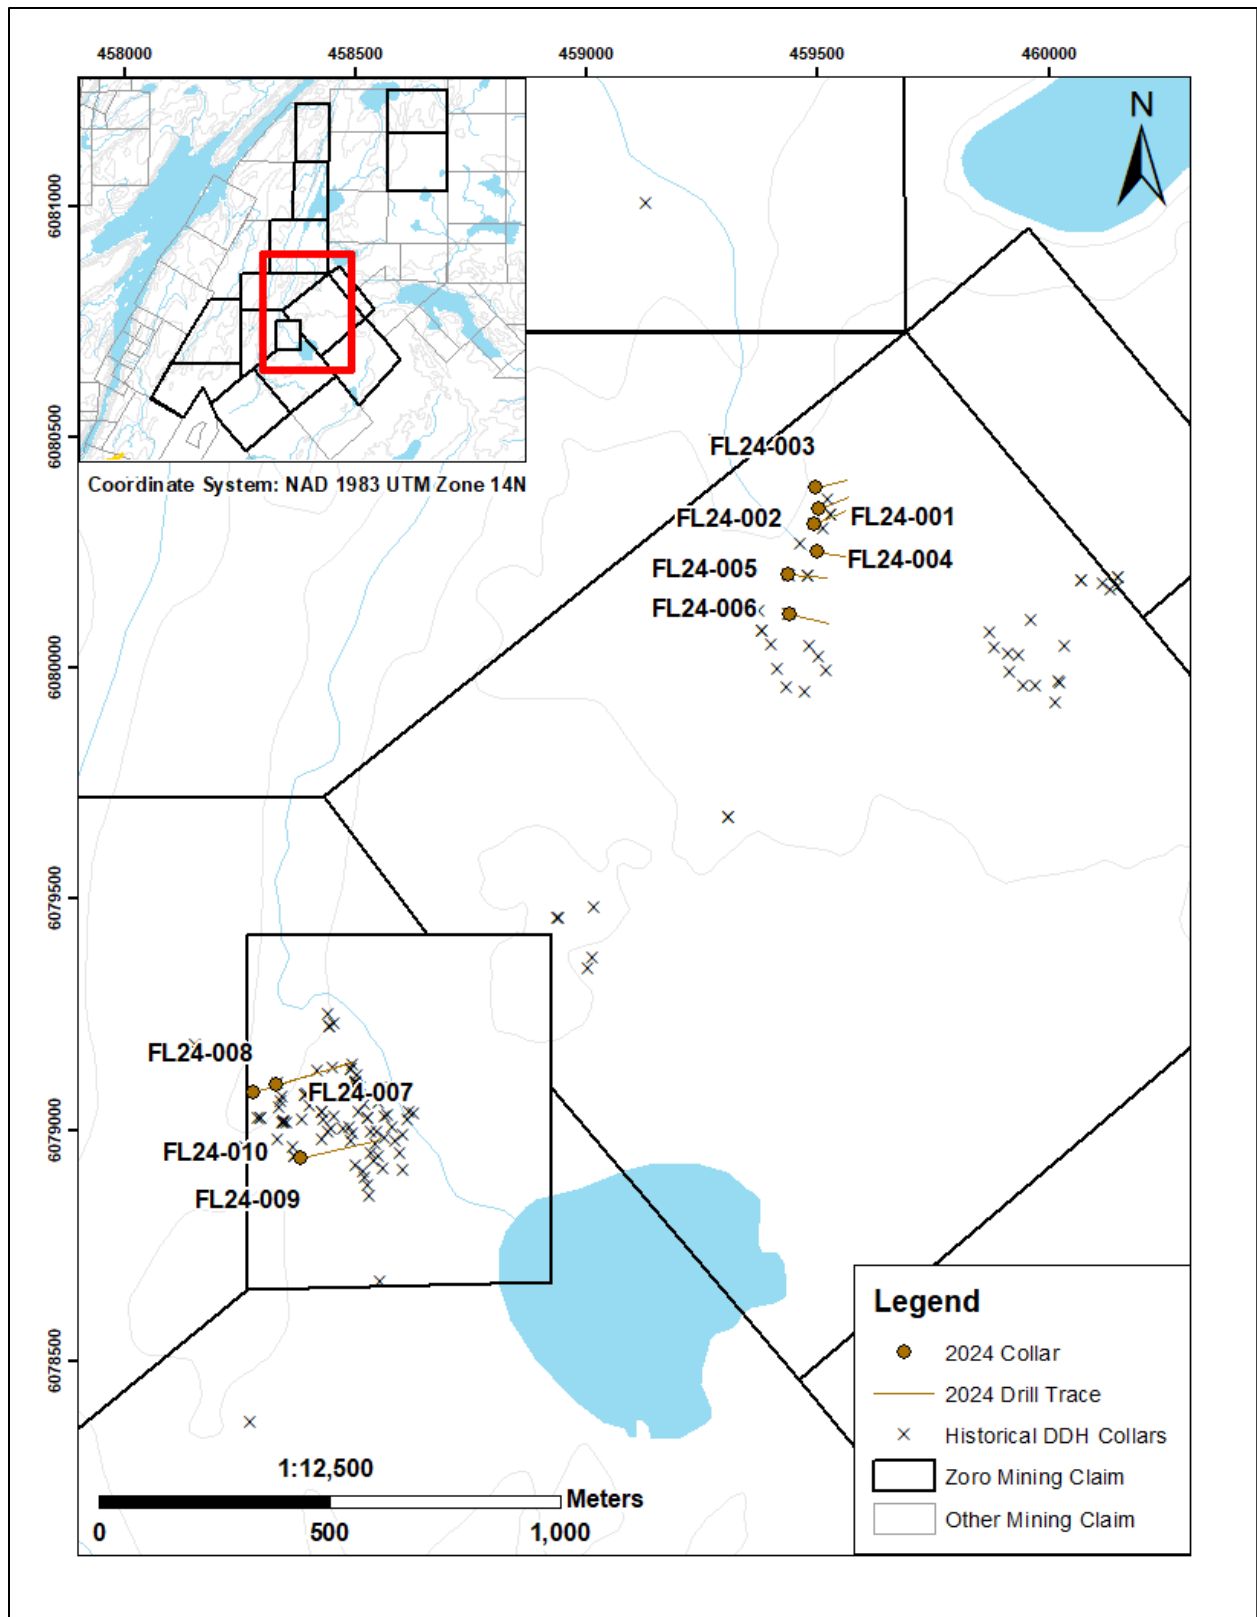 458000
458500
459000
459500
460000
N
6081000
6080500
6080000
6079500
6079000
6078500
Coordinate System: NAD 1983 UTM Zone 14N
FL24-003
FL24-002
FL24-001
FL24-004
FL24-005
FL24-006
FL24-008
FL24-007
FL24-010
FL24-009
Legend
2024 Collar
2024 Drill Trace
Historical DDH Collars
Zoro Mining Claim
Other Mining Claim
1:12,500
Meters
0
500
1,000